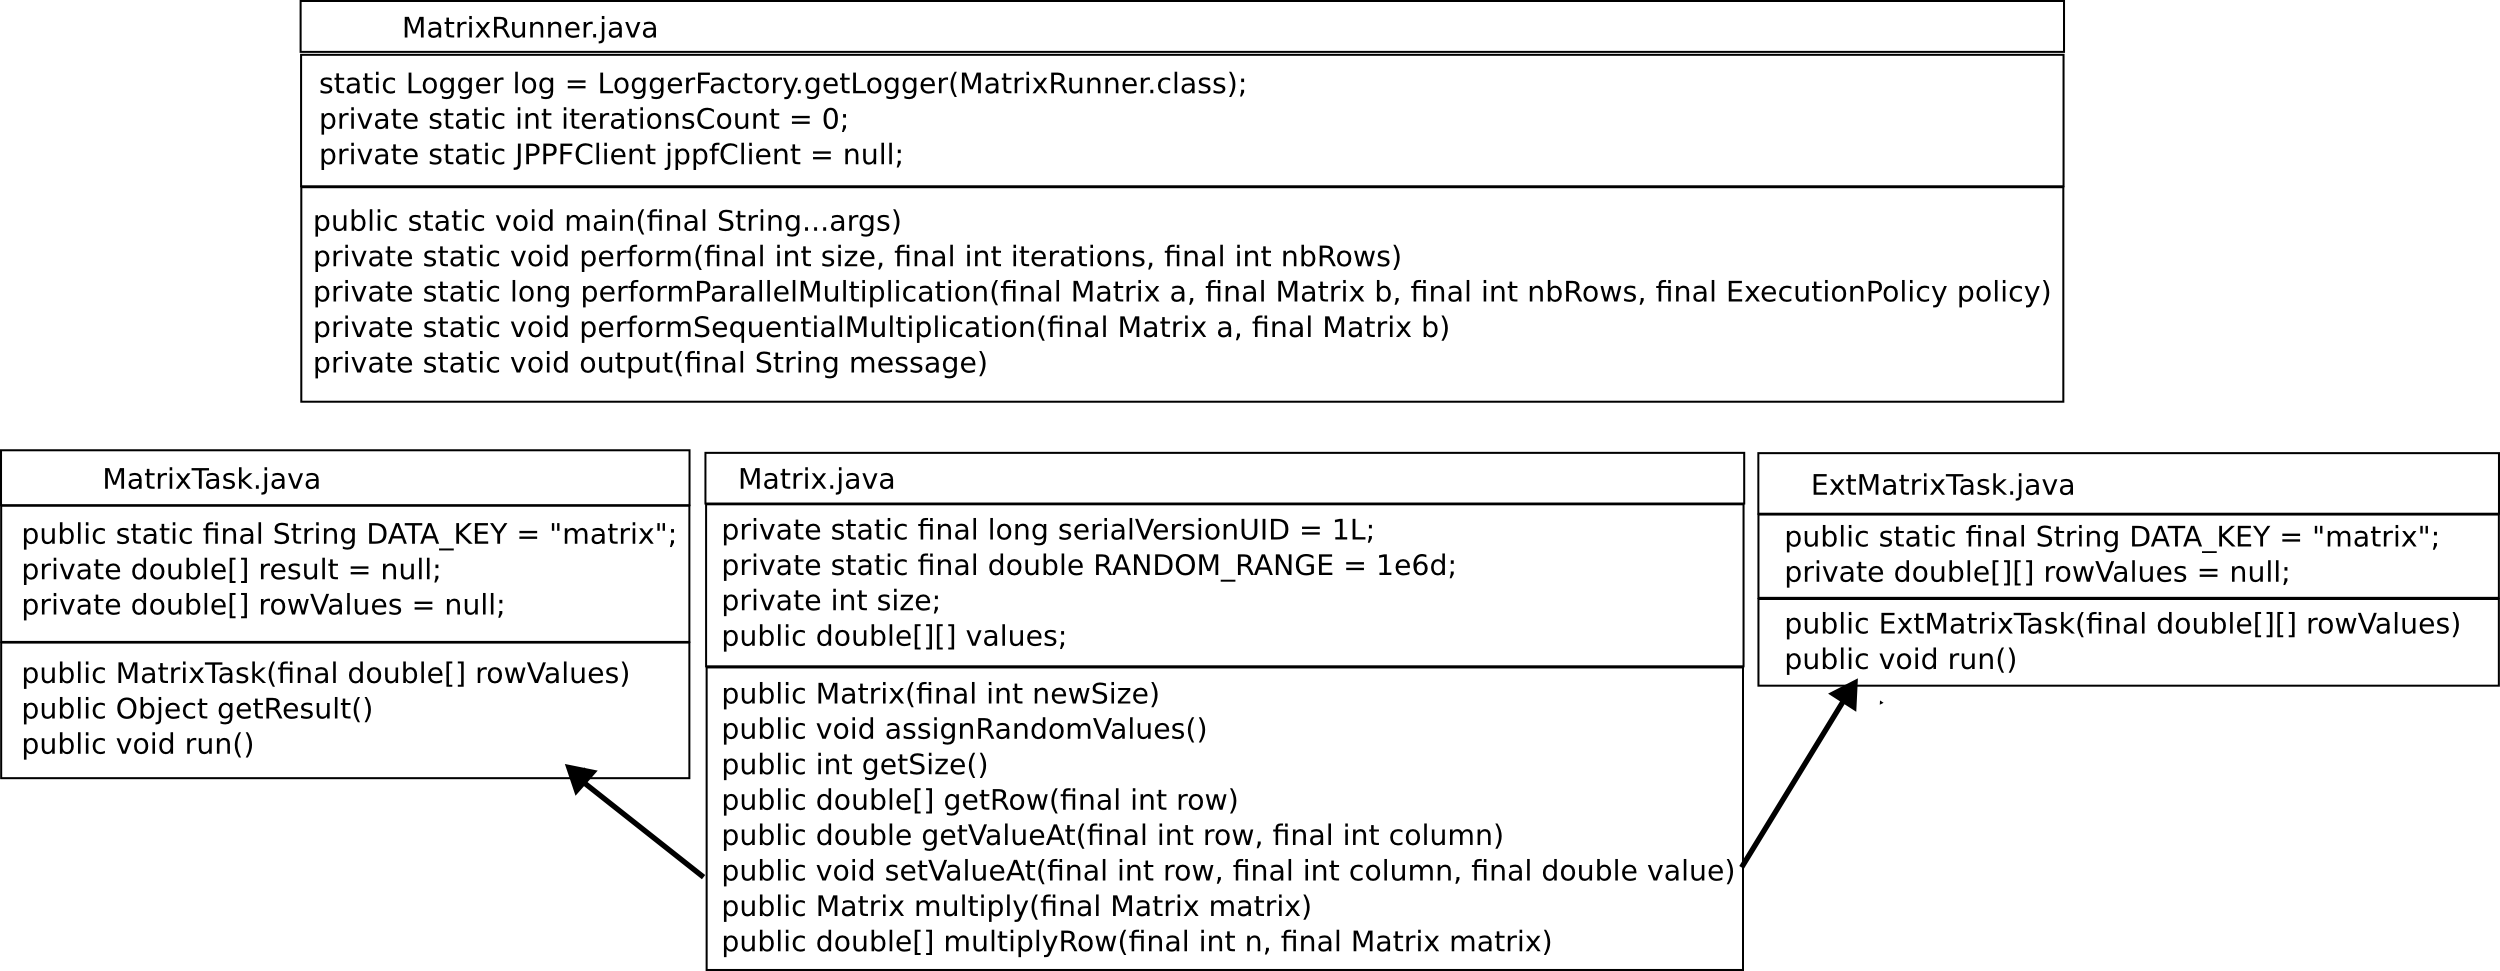 MatrixRunner.java
static Logger log = LoggerFactory.getLogger(MatrixRunner.class);
private static int iterationsCount = 0;
private static JPPFClient jppfClient = null;
public static void main(final String...args)
private static void perform(final int size, final int iterations, final int nbRows)
private static long performParallelMultiplication(final Matrix a, final Matrix b, final int nbRows, final ExecutionPolicy policy)
private static void performSequentialMultiplication(final Matrix a, final Matrix b)
private static void output(final String message)
MatrixTask.java
public static final String DATA_KEY = "matrix";
private double[] result = null;
private double[] rowValues = null;
public MatrixTask(final double[] rowValues)
public Object getResult()
public void run()
Matrix.java
private static final long serialVersionUID = 1L;
private static final double RANDOM_RANGE = 1e6d;
private int size;
public double[][] values;
public Matrix(final int newSize)
public void assignRandomValues()
public int getSize()
public double[] getRow(final int row)
public double getValueAt(final int row, final int column)
public void setValueAt(final int row, final int column, final double value)
public Matrix multiply(final Matrix matrix)
public double[] multiplyRow(final int n, final Matrix matrix)
ExtMatrixTask.java
public static final String DATA_KEY = "matrix";
private double[][] rowValues = null;
public ExtMatrixTask(final double[][] rowValues)
public void run()